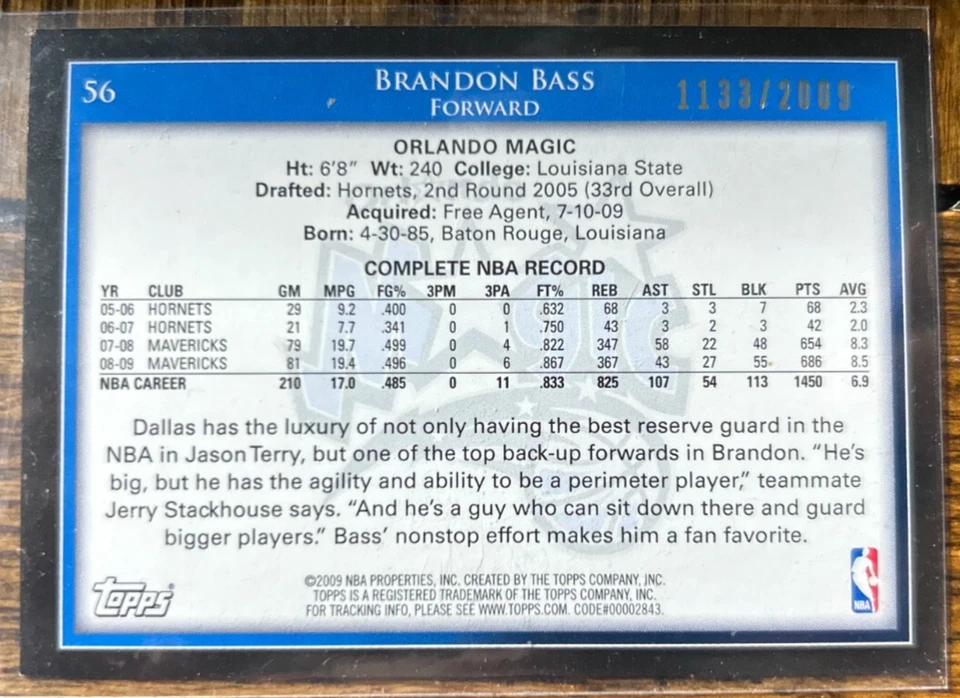 56
BRANDON BASS
FORWARD
1133/2009
ORLANDO MAGIC
Ht: 6'8" Wt: 240 College: Louisiana State
Drafted: Hornets, 2nd Round 2005 (33rd Overall)
Acquired: Free Agent, 7-10-09
Born: 4-30-85, Baton Rouge, Louisiana
COMPLETE NBA RECORD
YR CLUB GM MPG FG% 3PM 3PA FT% REB AST STL BLK PTS AVG
05-06 HORNETS 29 9.2 .400 0 0 .632 68 3 3 7 68 2.3
06-07 HORNETS 21 7.7 .341 0 1 .750 43 3 2 3 42 2.0
07-08 MAVERICKS 79 19.7 .499 0 4 .822 347 58 22 48 654 8.3
08-09 MAVERICKS 81 19.4 .496 0 6 .867 367 43 27 55 686 8.5
NBA CAREER 210 17.0 .485 0 11 .833 825 107 54 113 1450 6.9
Dallas has the luxury of not only having the best reserve guard in the
NBA in Jason Terry, but one of the top back-up forwards in Brandon. "He's
big, but he has the agility and ability to be a perimeter player," teammate
Jerry Stackhouse says. "And he's a guy who can sit down there and guard
bigger players." Bass' nonstop effort makes him a fan favorite.
Topps®
©2009 NBA PROPERTIES, INC. CREATED BY THE TOPPS COMPANY, INC.
TOPPS IS A REGISTERED TRADEMARK OF THE TOPPS COMPANY, INC.
FOR TRACKING INFO, PLEASE SEE WWW.TOPPS.COM. CODE#00002843.
NBA